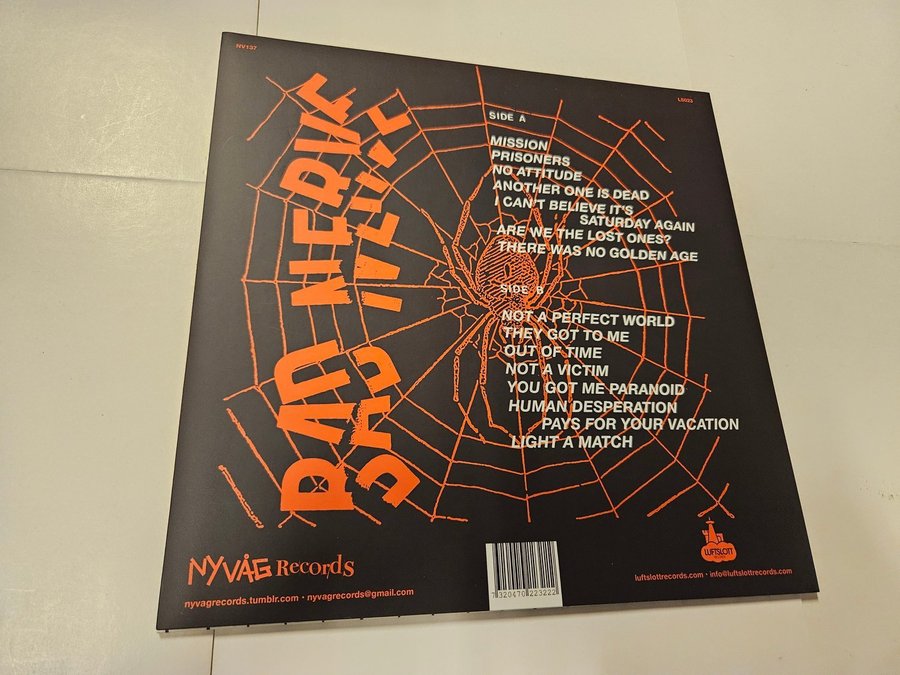 NV137
LS023
BAD NERVE
SIDE A
MISSION
PRISONERS
NO ATTITUDE
ANOTHER ONE IS DEAD
I CAN'T BELIEVE IT'S
SATURDAY AGAIN
ARE WE THE LOST ONES?
THERE WAS NO GOLDEN AGE
SIDE B
NOT A PERFECT WORLD
THEY GOT TO ME
OUT OF TIME
NOT A VICTIM
YOU GOT ME PARANOID
HUMAN DESPERATION
PAYS FOR YOUR VACATION
LIGHT A MATCH
NYVÅG Records
nyvagrecords.tumblr.com · nyvagrecords@gmail.com
7320470223222
LUFTSLOTT
luftslottrecords.com · info@luftslottrecords.com